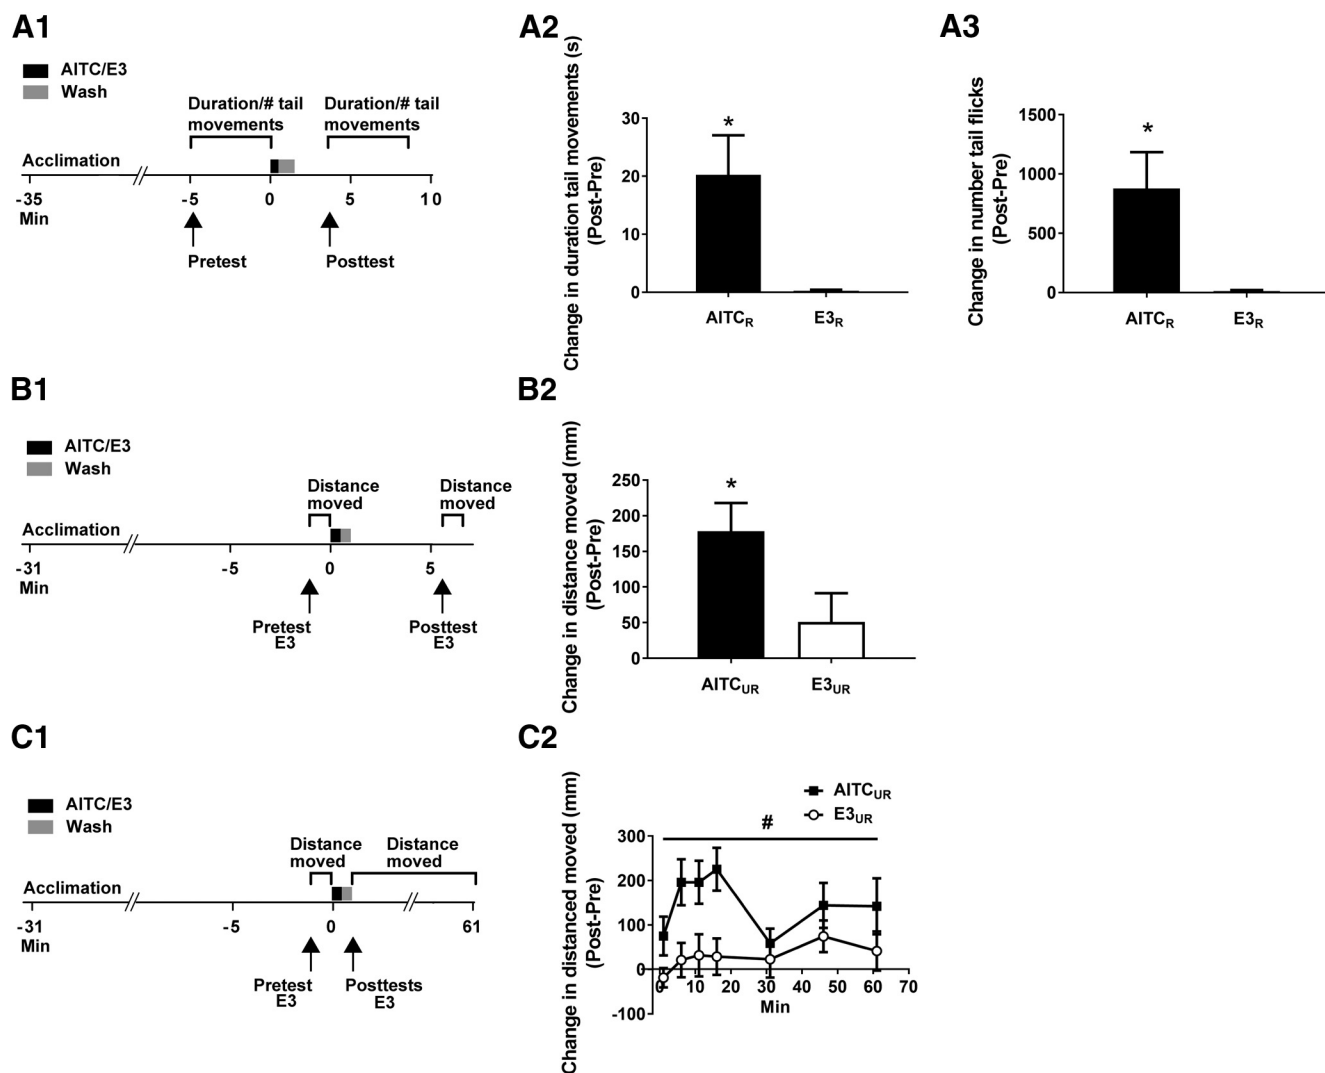 A1
AITC/E3
Wash
Duration/# tail
movements
Duration/# tail
movements
Acclimation
-35
-5
0
5
10
Min
Pretest
Posttest
A2
Change in duration tail movements (s)
(Post-Pre)
30
20
10
0
*
AITCR
E3R
A3
Change in number tail flicks
(Post-Pre)
1500
1000
500
0
*
AITCR
E3R
B1
AITC/E3
Wash
Distance
moved
Distance
moved
Acclimation
-31
-5
0
5
Min
Pretest
E3
Posttest
E3
B2
Change in distance moved (mm)
(Post-Pre)
250
200
150
100
50
0
*
AITCUR
E3UR
C1
AITC/E3
Wash
Distance
moved
Distance
moved
Acclimation
-31
-5
0
61
Min
Pretest
E3
Posttests
E3
C2
Change in distanced moved (mm)
(Post-Pre)
AITCUR
E3UR
#
300
200
100
0
-100
0 10 20 30 40 50 60 70
Min